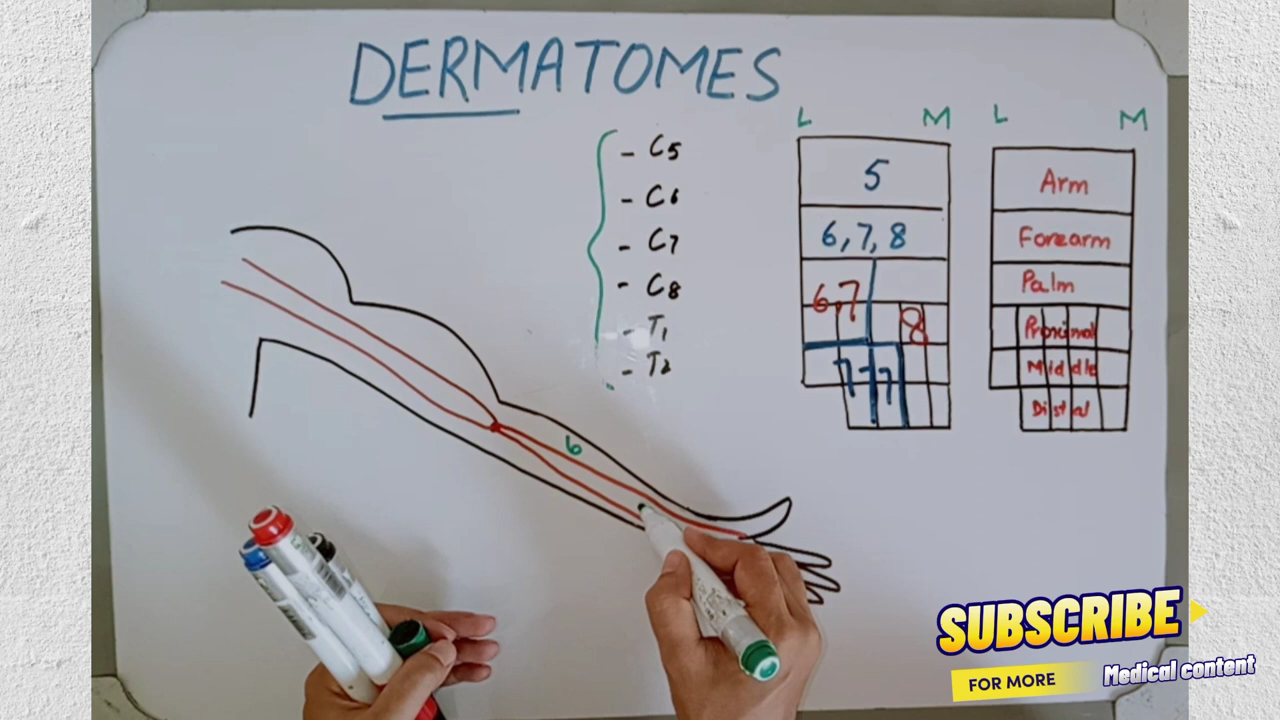 DERMATOMES
- C5
- C6
- C7
- C8
- T1
- T2
L M
5
6,7,8
6,7
8
7 7
L M
Arm
Forearm
Palm
Proximal
Middle
Distal
6
SUBSCRIBE
FOR MORE
Medical content